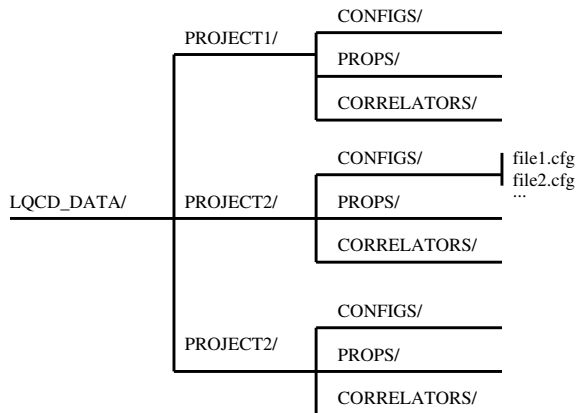 CONFIGS/
PROJECT1/
PROPS/
CORRELATORS/
CONFIGS/
file1.cfg
file2.cfg
...
LQCD_DATA/
PROJECT2/
PROPS/
CORRELATORS/
CONFIGS/
PROJECT2/
PROPS/
CORRELATORS/